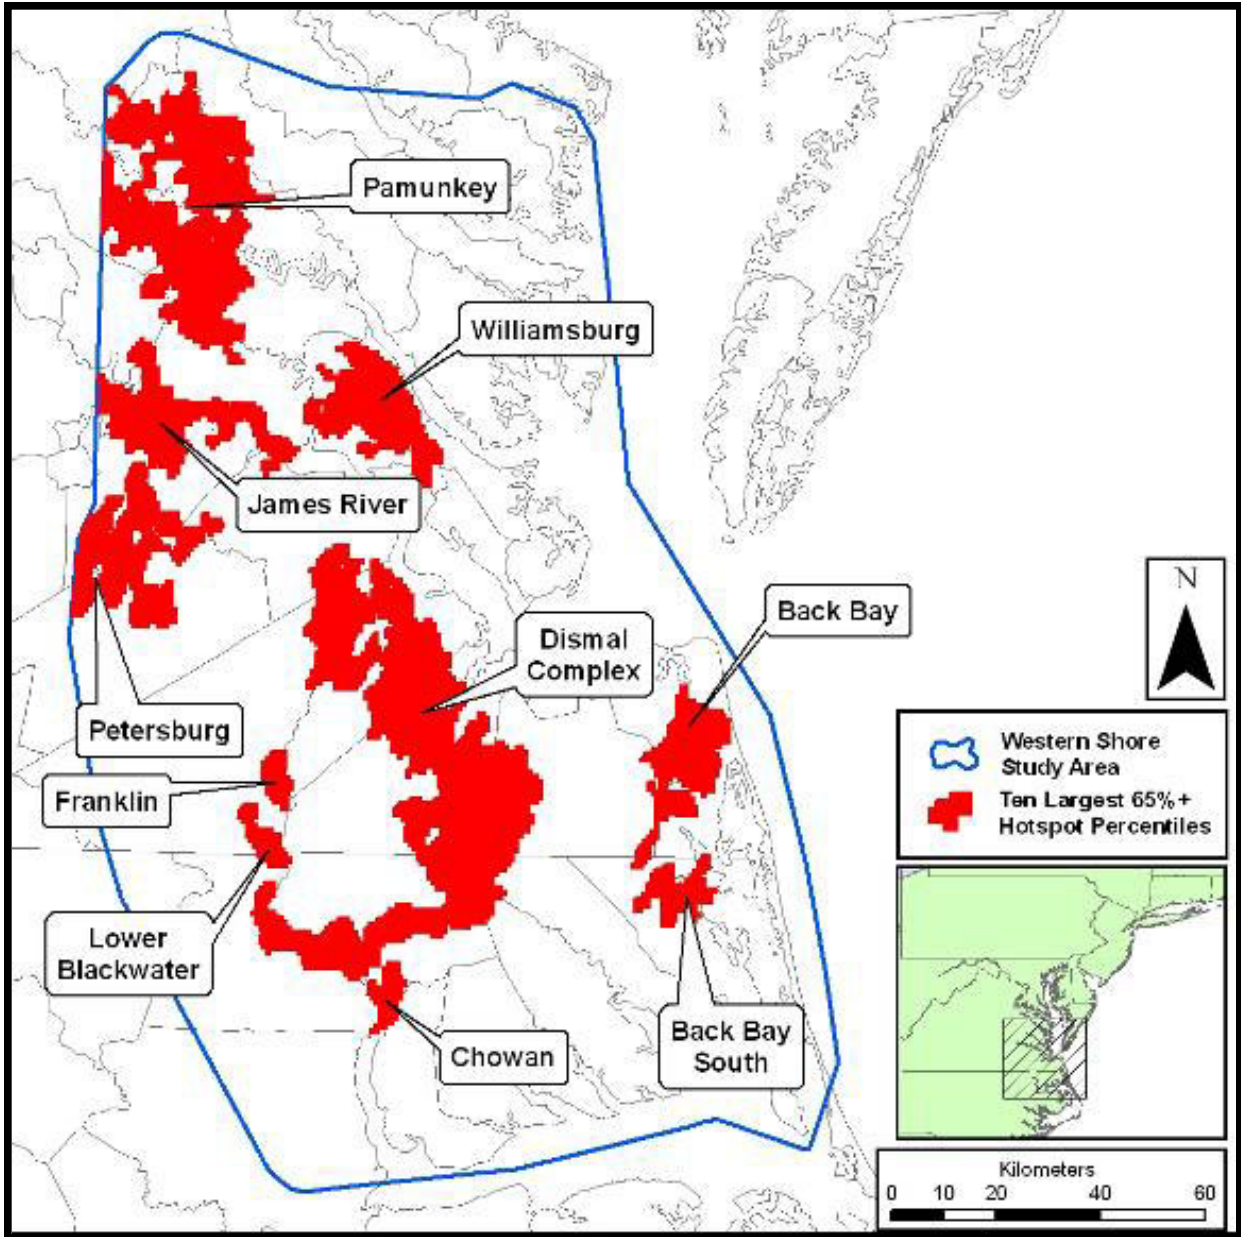 Pamunkey
Williamsburg
James River
Back Bay
Dismal
Complex
Petersburg
Franklin
Lower
Blackwater
Chowan
Back Bay
South
N
Western Shore
Study Area
Ten Largest 65%+
Hotspot Percentiles
Kilometers
0 10 20 40 60